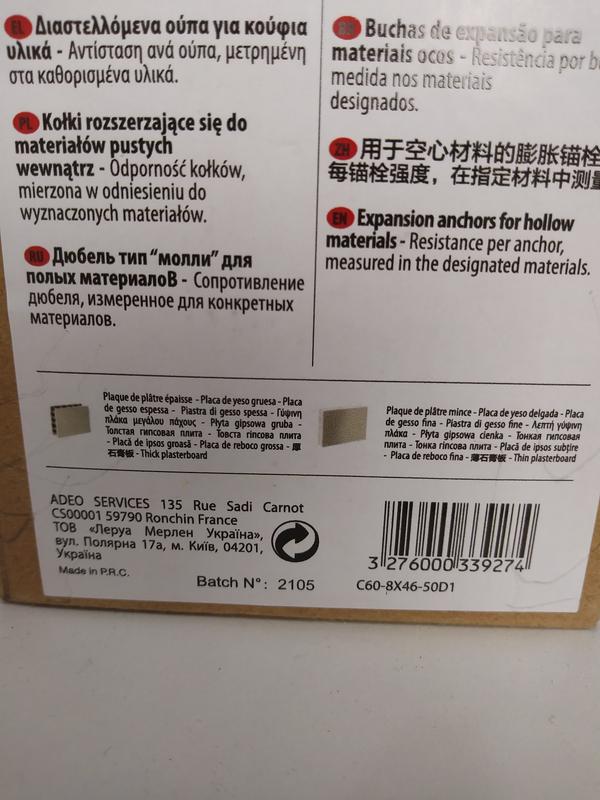 EL Διαστελλόμενα ούπα για κούφια
υλικά - Αντίσταση ανά ούπα, μετρημένη
στα καθορισμένα υλικά.
PL Kołki rozszerzające się do
materiałów pustych
wewnątrz - Odporność kołków,
mierzona w odniesieniu do
wyznaczonych materiałów.
RU Дюбель тип "молли" для
полых материалоВ - Сопротивление
дюбеля, измеренное для конкретных
материалов.
Buchas de expansão para
materiais ocos - Resistência por
medida nos materiais
designados.
ZH 用于空心材料的膨胀锚栓
每锚栓强度，在指定材料中测量
EN Expansion anchors for hollow
materials - Resistance per anchor,
measured in the designated materials.
Plaque de plâtre épaisse - Placa de yeso gruesa - Placa
de gesso espessa - Piastra di gesso spessa - Γύψινη
πλάκα μεγάλου πάχους - Płyta gipsowa gruba -
Толстая гипсовая плита - Товста гіпсова плита
- Placă de ipsos groasă - Placa de reboco grossa - 厚
石膏板 - Thick plasterboard
Plaque de plâtre mince - Placa de yeso delgada - Placa
de gesso fina - Piastra di gesso fine - Λεπτή γύψινη
πλάκα - Płyta gipsowa cienka - Тонкая гипсовая
плита - Тонка гіпсова плита - Placă de ipsos subțire
- Placa de reboco fina - 薄石膏板 - Thin plasterboard
ADEO SERVICES 135 Rue Sadi Carnot
CS00001 59790 Ronchin France
ТОВ «Леруа Мерлен Україна»,
вул. Полярна 17а, м. Київ, 04201,
Україна
Made in P.R.C.
Batch N°: 2105
3 276000 339274
C60-8X46-50D1